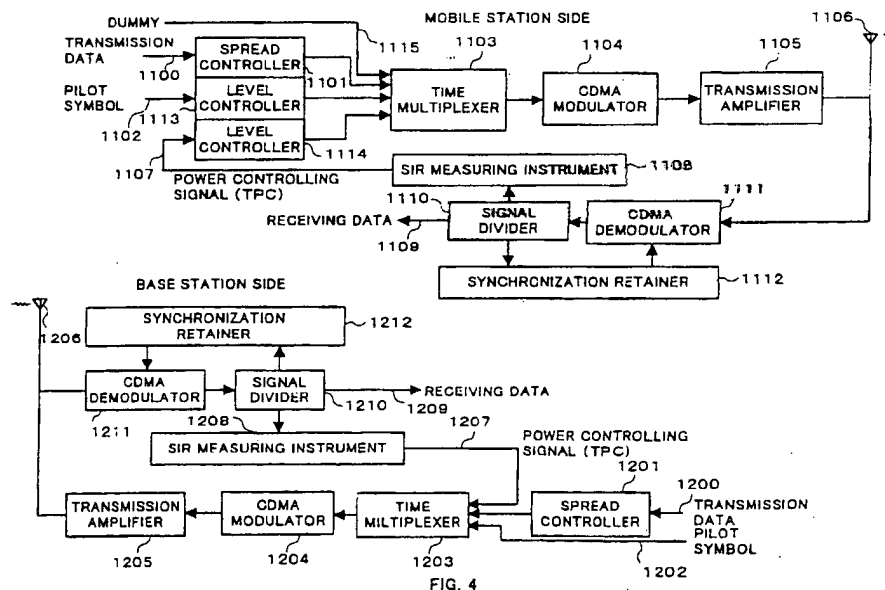 DUMMY
MOBILE STATION SIDE
1106
TRANSMISSION
DATA
1100
SPREAD
CONTROLLER
1101
1115
1103
1104
1105
PILOT
SYMBOL
1102
1113
LEVEL
CONTROLLER
TIME
MULTIPLEXER
CDMA
MODULATOR
TRANSMISSION
AMPLIFIER
LEVEL
CONTROLLER
1114
1107
POWER CONTROLLING
SIGNAL (TPC)
SIR MEASURING INSTRUMENT
1108
1110
1111
RECEIVING DATA
1109
SIGNAL
DIVIDER
CDMA
DEMODULATOR
SYNCHRONIZATION RETAINER
1112
BASE STATION SIDE
1206
SYNCHRONIZATION
RETAINER
1212
CDMA
DEMODULATOR
1211
SIGNAL
DIVIDER
1210
1209
RECEIVING DATA
1208
SIR MEASURING INSTRUMENT
1207
POWER CONTROLLING
SIGNAL (TPC)
1201
1200
TRANSMISSION
AMPLIFIER
1205
CDMA
MODULATOR
1204
TIME
MILTIPLEXER
1203
SPREAD
CONTROLLER
TRANSMISSION
DATA
PILOT
SYMBOL
1202
FIG. 4